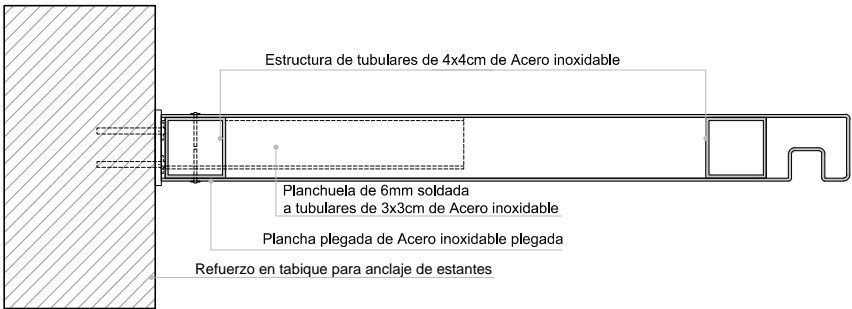 Estructura de tubulares de 4x4cm de Acero inoxidable
Planchuela de 6mm soldada
a tubulares de 3x3cm de Acero inoxidable
Plancha plegada de Acero inoxidable plegada
Refuerzo en tabique para anclaje de estantes